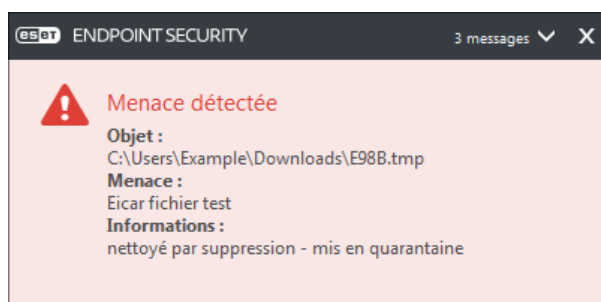 eset ENDPOINT SECURITY 3 messages X
Menace détectée
Objet :
C:\Users\Example\Downloads\E98B.tmp
Menace :
Eicar fichier test
Informations :
nettoyé par suppression - mis en quarantaine